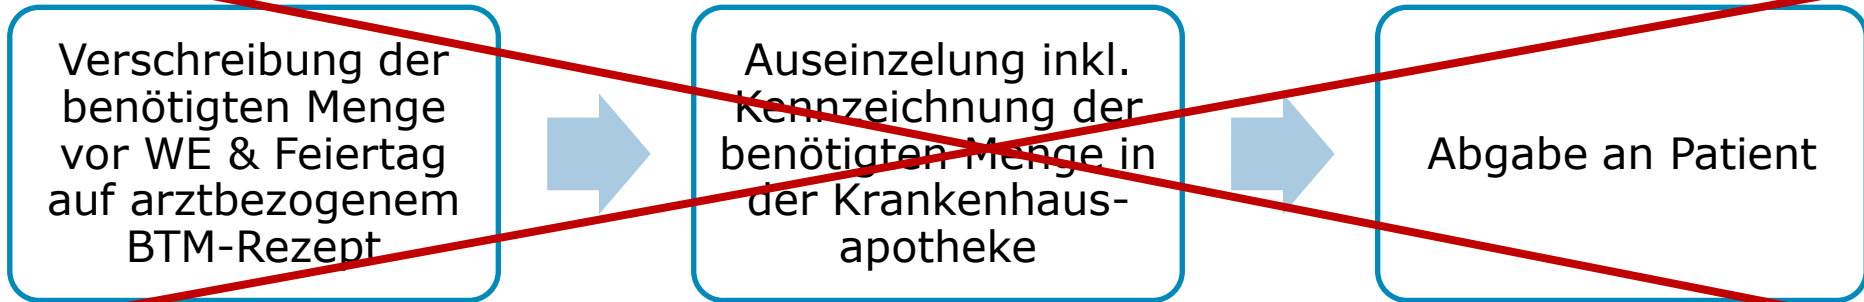 Verschreibung der
benötigten Menge
vor WE & Feiertag
auf arztbezogenem
BTM-Rezept
Auseinzelung inkl.
Kennzeichnung der
benötigten Menge in
der Krankenhaus-
apotheke
Abgabe an Patient